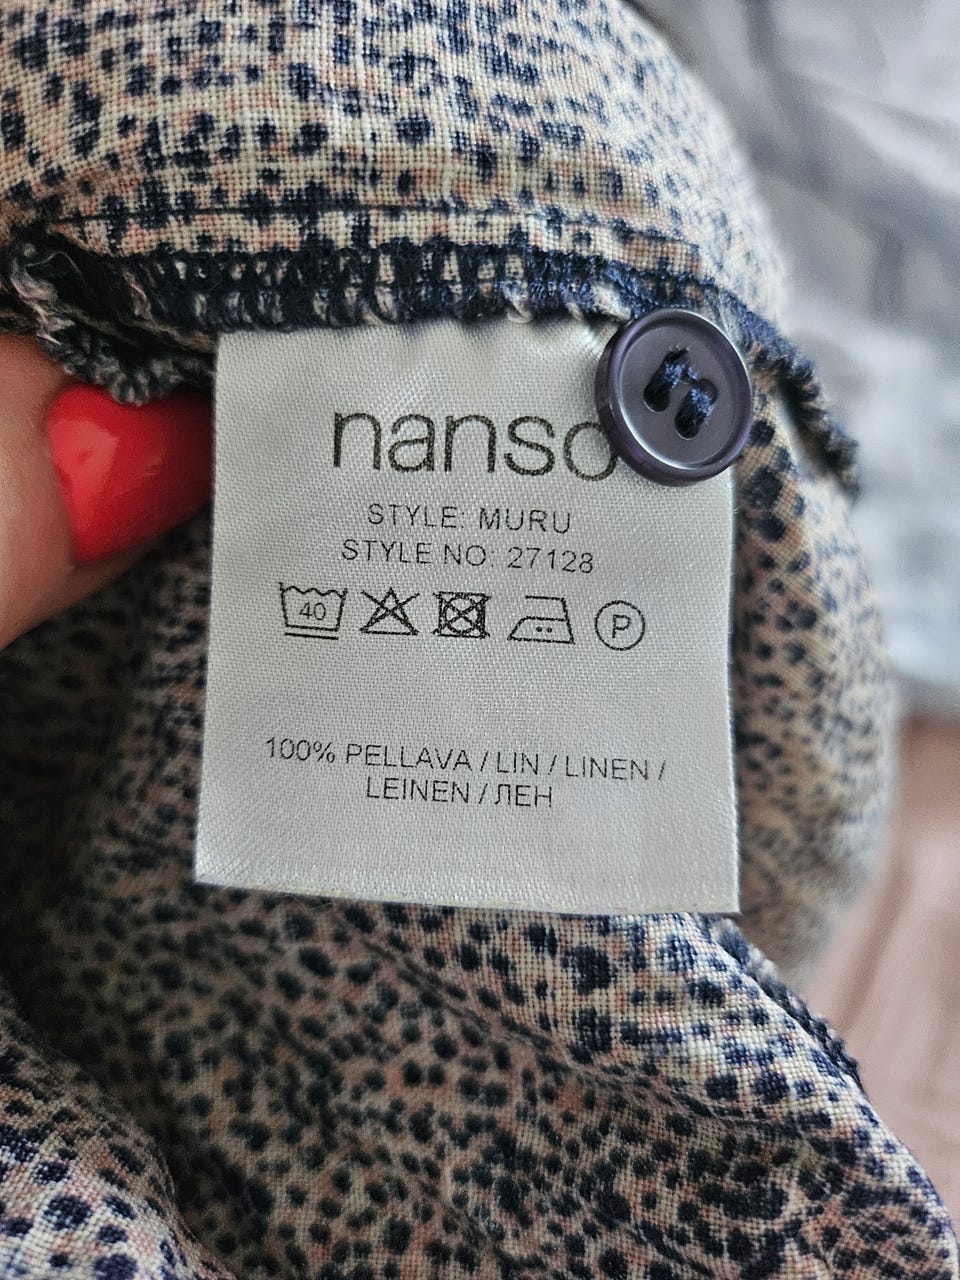 nanso
STYLE: MURU
STYLE NO: 27128
40 P
100% PELLAVA / LIN / LINEN /
LEINEN / ЛЕН